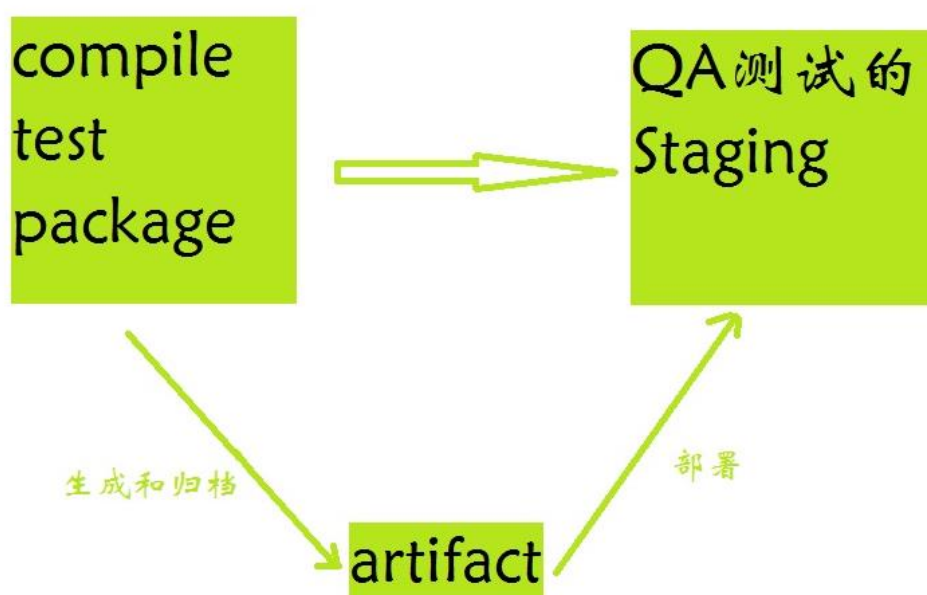 compile
test
package
QA测试的
Staging
生成和归档
部署
artifact